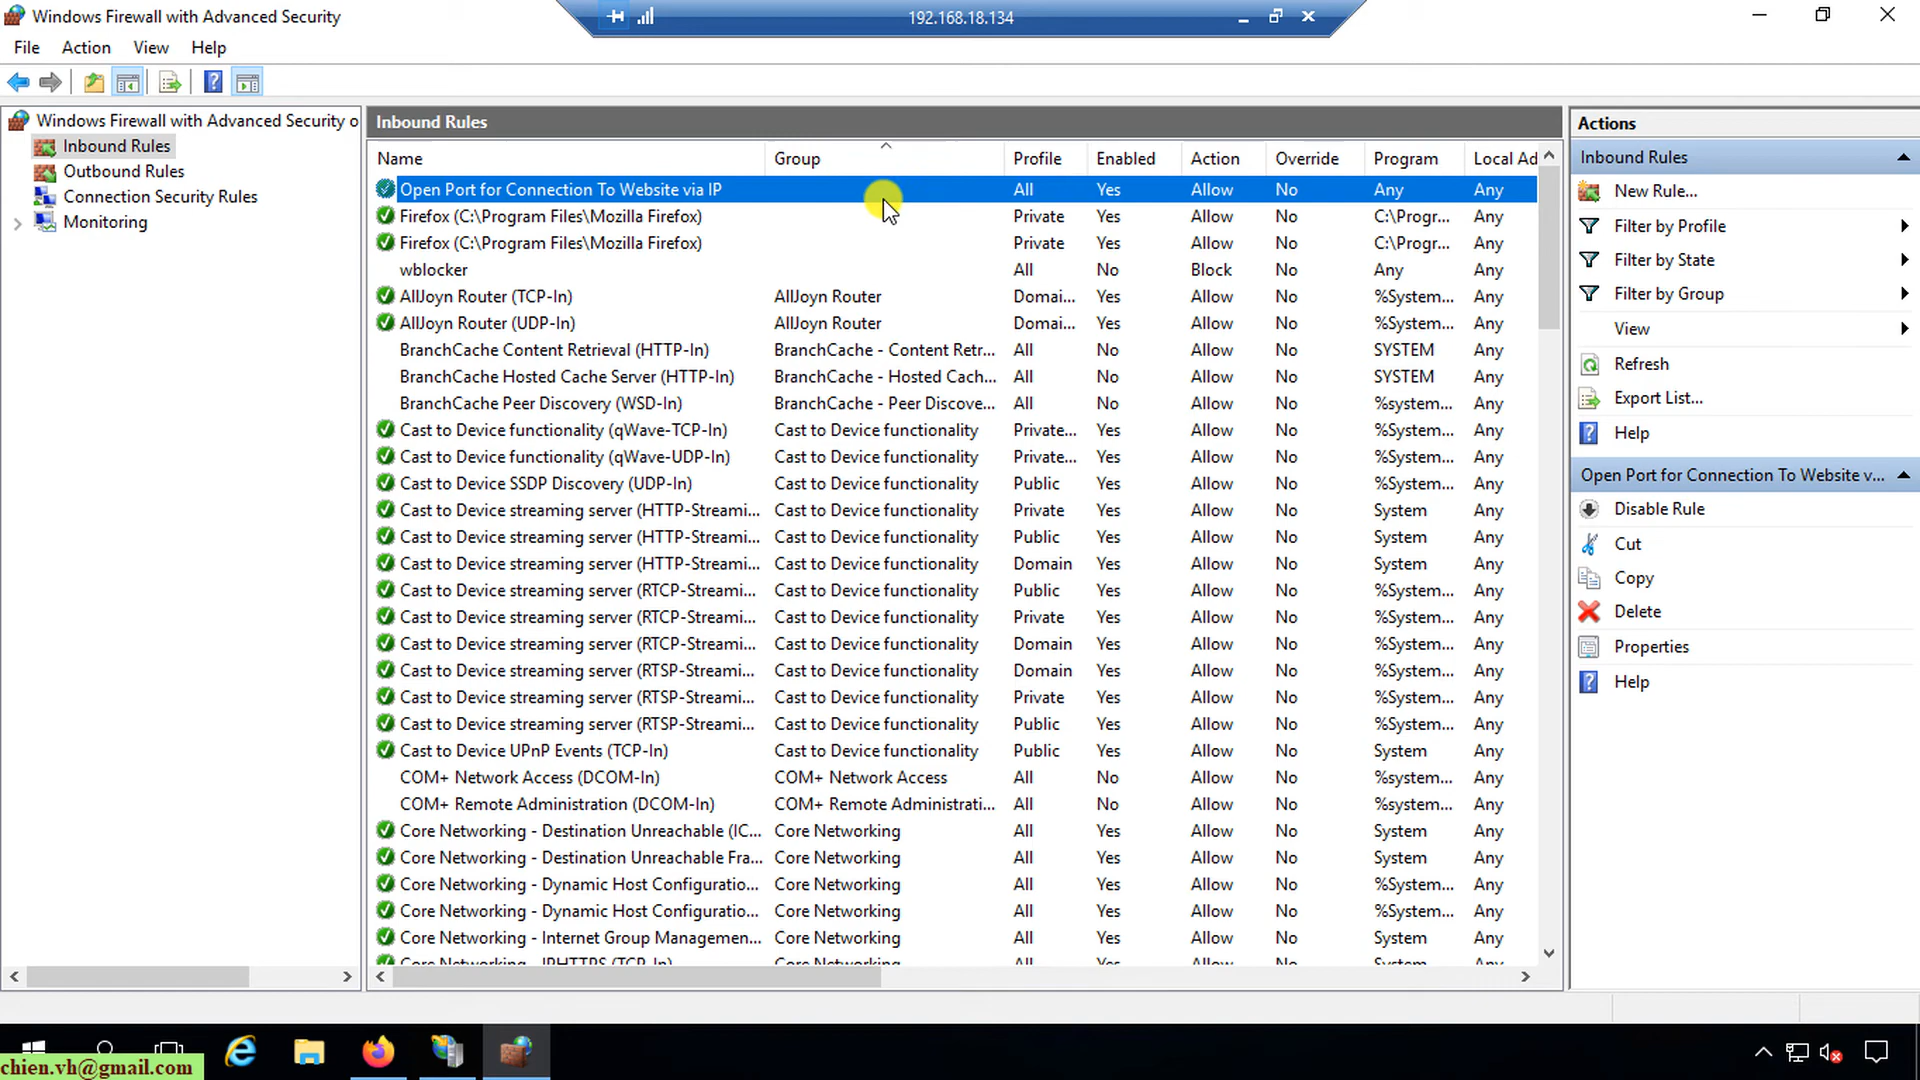 Windows Firewall with Advanced Security
192.168.18.134
File Action View Help
Windows Firewall with Advanced Security o
Inbound Rules
Outbound Rules
Connection Security Rules
Monitoring
Inbound Rules
Name Group Profile Enabled Action Override Program Local Ad
Open Port for Connection To Website via IP All Yes Allow No Any Any
Firefox (C:\Program Files\Mozilla Firefox) Private Yes Allow No C:\Progr... Any
Firefox (C:\Program Files\Mozilla Firefox) Private Yes Allow No C:\Progr... Any
wblocker All No Block No Any Any
AllJoyn Router (TCP-In) AllJoyn Router Domai... Yes Allow No %System... Any
AllJoyn Router (UDP-In) AllJoyn Router Domai... Yes Allow No %System... Any
BranchCache Content Retrieval (HTTP-In) BranchCache - Content Retr... All No Allow No SYSTEM Any
BranchCache Hosted Cache Server (HTTP-In) BranchCache - Hosted Cach... All No Allow No SYSTEM Any
BranchCache Peer Discovery (WSD-In) BranchCache - Peer Discove... All No Allow No %system... Any
Cast to Device functionality (qWave-TCP-In) Cast to Device functionality Private... Yes Allow No %System... Any
Cast to Device functionality (qWave-UDP-In) Cast to Device functionality Private... Yes Allow No %System... Any
Cast to Device SSDP Discovery (UDP-In) Cast to Device functionality Public Yes Allow No %System... Any
Cast to Device streaming server (HTTP-Streami... Cast to Device functionality Private Yes Allow No System Any
Cast to Device streaming server (HTTP-Streami... Cast to Device functionality Public Yes Allow No System Any
Cast to Device streaming server (HTTP-Streami... Cast to Device functionality Domain Yes Allow No System Any
Cast to Device streaming server (RTCP-Streami... Cast to Device functionality Public Yes Allow No %System... Any
Cast to Device streaming server (RTCP-Streami... Cast to Device functionality Private Yes Allow No %System... Any
Cast to Device streaming server (RTCP-Streami... Cast to Device functionality Domain Yes Allow No %System... Any
Cast to Device streaming server (RTSP-Streami... Cast to Device functionality Domain Yes Allow No %System... Any
Cast to Device streaming server (RTSP-Streami... Cast to Device functionality Private Yes Allow No %System... Any
Cast to Device streaming server (RTSP-Streami... Cast to Device functionality Public Yes Allow No %System... Any
Cast to Device UPnP Events (TCP-In) Cast to Device functionality Public Yes Allow No System Any
COM+ Network Access (DCOM-In) COM+ Network Access All No Allow No %system... Any
COM+ Remote Administration (DCOM-In) COM+ Remote Administrati... All No Allow No %system... Any
Core Networking - Destination Unreachable (IC... Core Networking All Yes Allow No System Any
Core Networking - Destination Unreachable Fra... Core Networking All Yes Allow No System Any
Core Networking - Dynamic Host Configuratio... Core Networking All Yes Allow No %System... Any
Core Networking - Dynamic Host Configuratio... Core Networking All Yes Allow No %System... Any
Core Networking - Internet Group Managemen... Core Networking All Yes Allow No System Any
Core Networking - IPHTTPS (TCP-In) Core Networking All Yes Allow No System Any
Actions
Inbound Rules
New Rule...
Filter by Profile
Filter by State
Filter by Group
View
Refresh
Export List...
Help
Open Port for Connection To Website v...
Disable Rule
Cut
Copy
Delete
Properties
Help
chien.vh@gmail.com